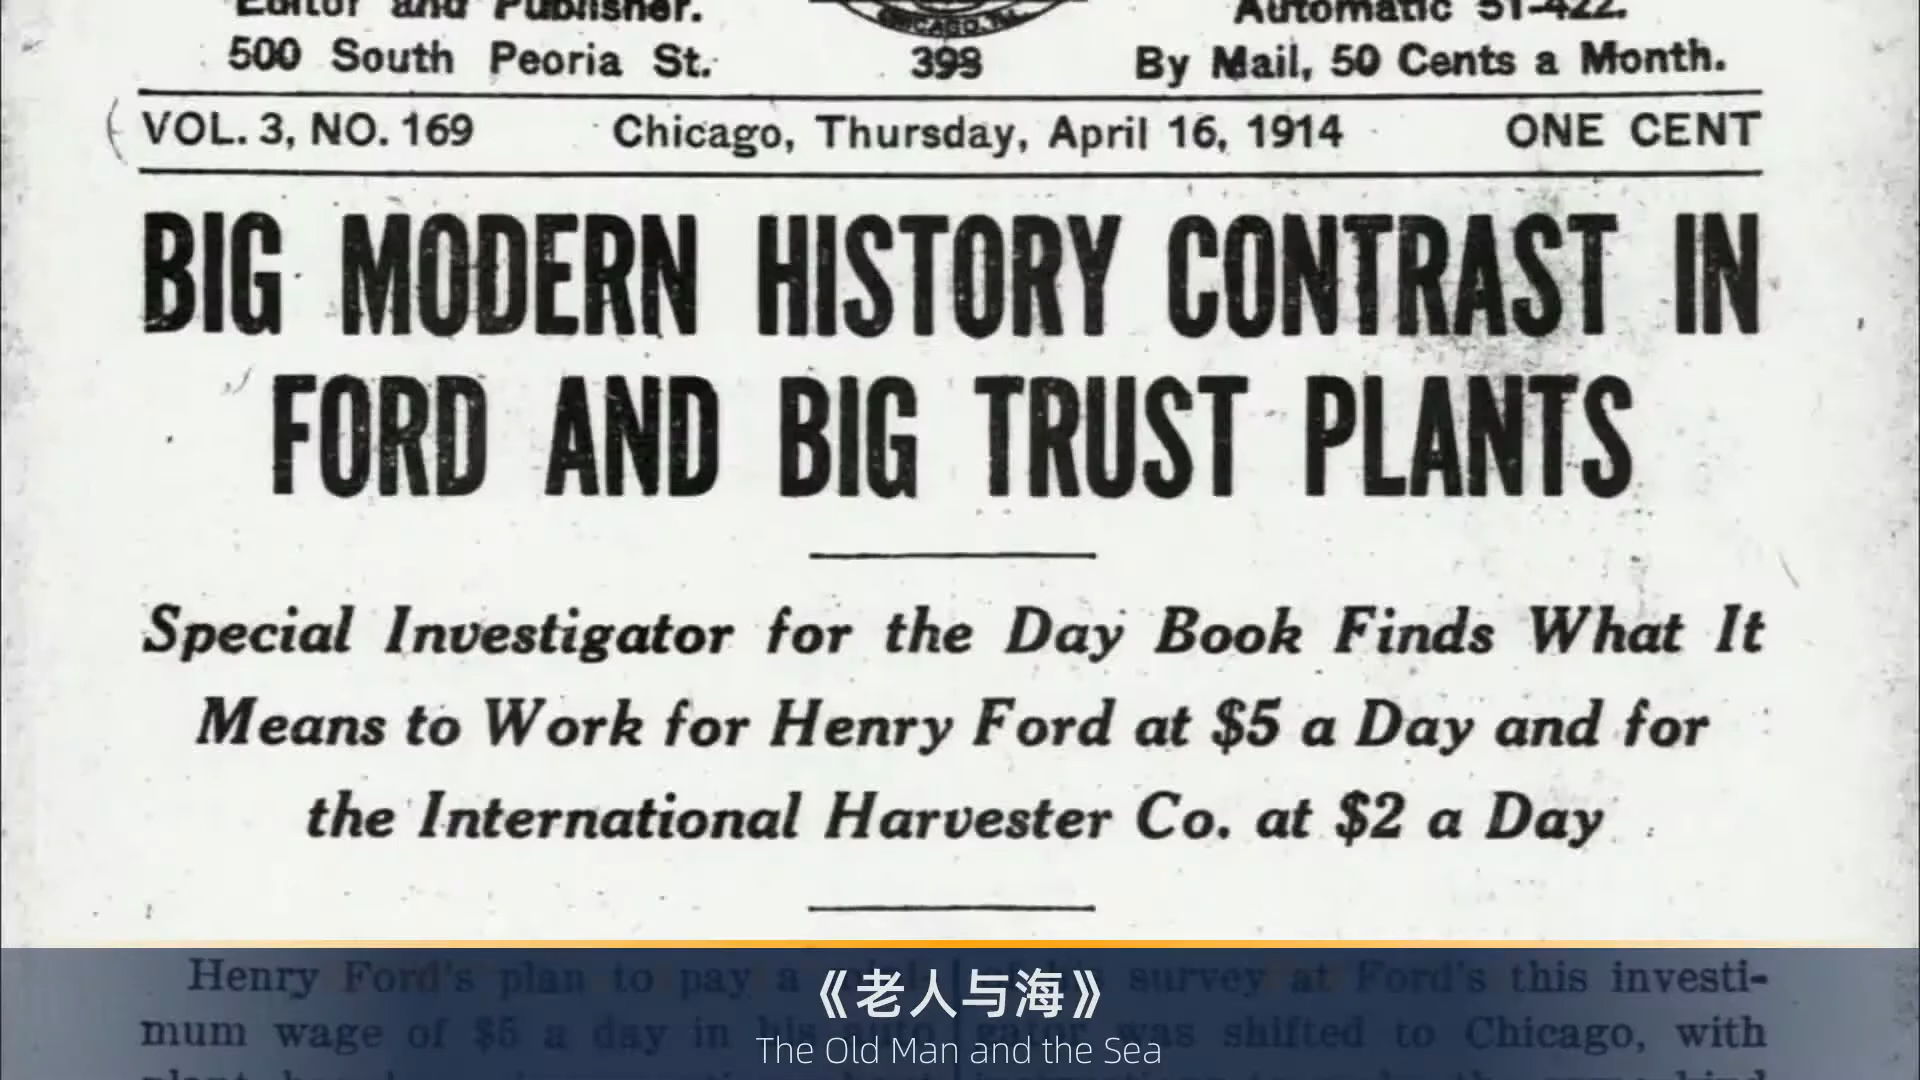 Editor and Publisher.
500 South Peoria St.
CHICAGO, ILL.
398
Automatic 51-422.
By Mail, 50 Cents a Month.
VOL. 3, NO. 169 Chicago, Thursday, April 16, 1914 ONE CENT
BIG MODERN HISTORY CONTRAST IN
FORD AND BIG TRUST PLANTS
Special Investigator for the Day Book Finds What It
Means to Work for Henry Ford at $5 a Day and for
the International Harvester Co. at $2 a Day
Henry Ford's plan to pay a
mum wage of $5 a day in his auto
survey at Ford's this investi-
gator was shifted to Chicago, with
《老人与海》
The Old Man and the Sea